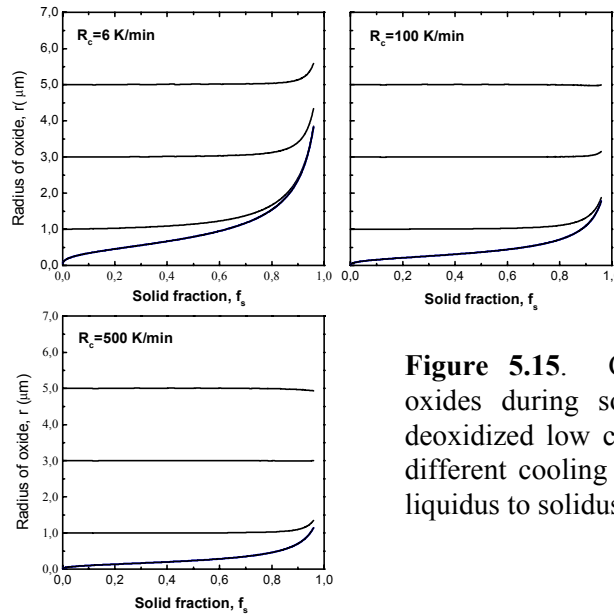 R_c=6 K/min
R_c=100 K/min
7,0
6,0
5,0
4,0
3,0
2,0
1,0
0,0
Radius of oxide, r( μm)
0,0 0,2 0,4 0,6 0,8 1,0
0,0 0,2 0,4 0,6 0,8 1,0
Solid fraction, f_s
Solid fraction, f_s
R_c=500 K/min
7,0
6,0
5,0
4,0
3,0
2,0
1,0
0,0
Radius of oxide, r (μm)
0,0 0,2 0,4 0,6 0,8 1,0
Solid fraction, f_s
Figure 5.15.
oxides during
deoxidized low
different cooling
liquidus to solidus